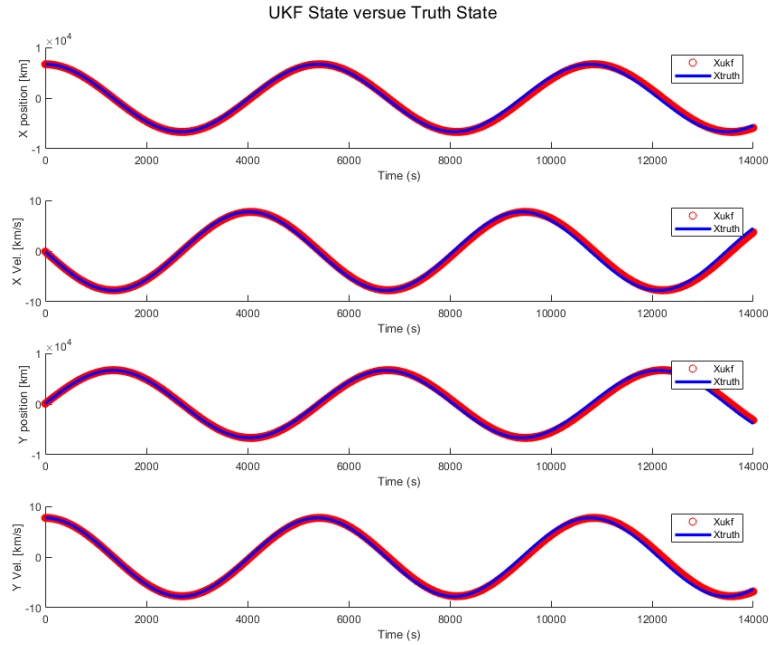 UKF State versus Truth State
×10^4
1
0
-1
X position [km]
0 2000 4000 6000 8000 10000 12000 14000
Time (s)
Xukf
Xtruth
10
0
-10
X Vel. [km/s]
0 2000 4000 6000 8000 10000 12000 14000
Time (s)
Xukf
Xtruth
×10^4
1
0
-1
Y position [km]
0 2000 4000 6000 8000 10000 12000 14000
Time (s)
Xukf
Xtruth
10
0
-10
Y Vel. [km/s]
0 2000 4000 6000 8000 10000 12000 14000
Time (s)
Xukf
Xtruth